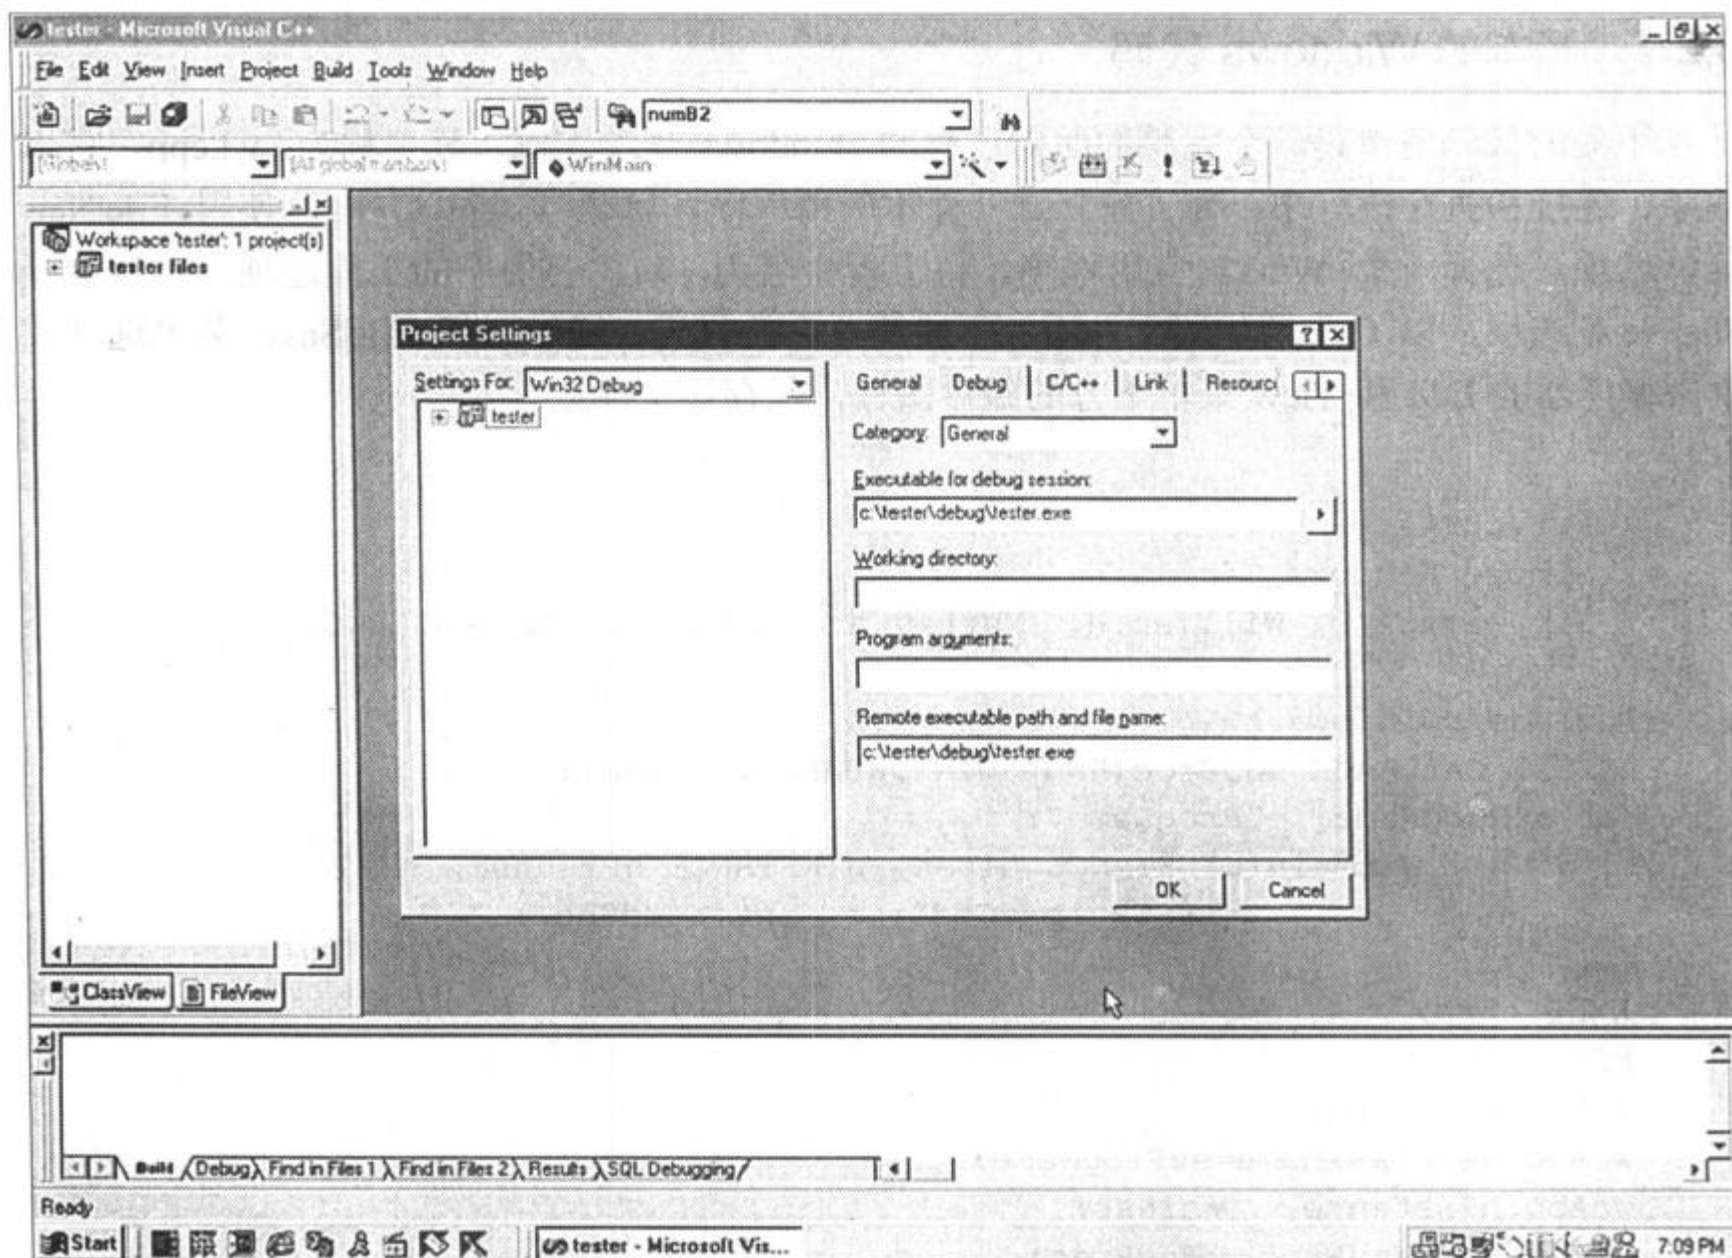 tester - Microsoft Visual C++
File Edit View Insert Project Build Tools Window Help
numB2
(Globals) (All global members) WinMain
Workspace 'tester': 1 project(s)
tester files
Project Settings
Settings For: Win32 Debug
tester
General Debug C/C++ Link Resourc
Category: General
Executable for debug session:
c:\tester\debug\tester.exe
Working directory:
Program arguments:
Remote executable path and file name:
c:\tester\debug\tester.exe
OK Cancel
ClassView FileView
Build Debug Find in Files 1 Find in Files 2 Results SQL Debugging
Ready
Start tester - Microsoft Vis... 7:09 PM